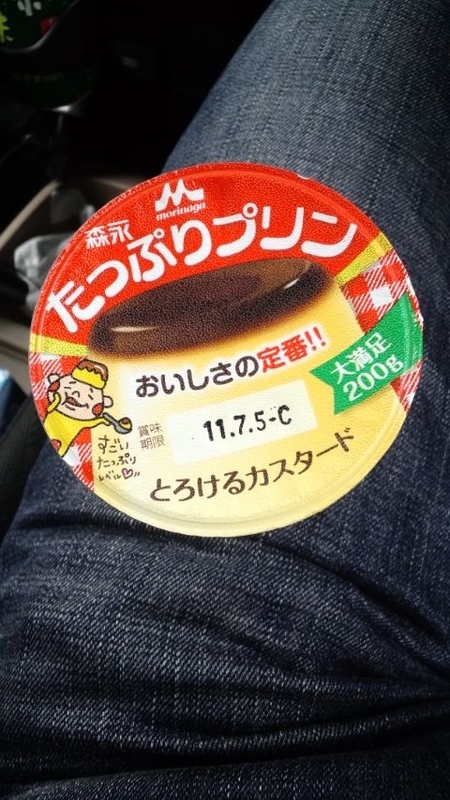 morinaga
森永
たっぷりプリン
おいしさの定番!!
大満足
200g
賞味
期限
11.7.5-C
すごい
たっぷり
レベル
とろけるカスタード